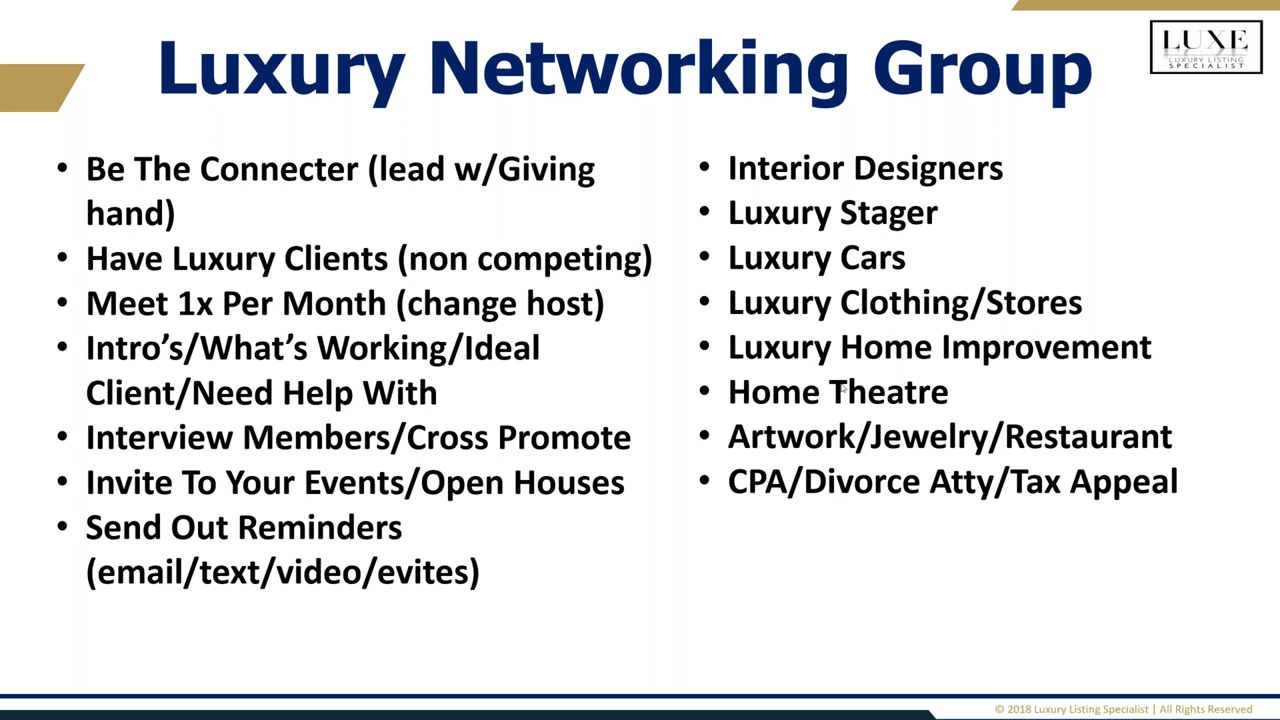 Luxury Networking Group
LUXE
LUXURY LISTING
SPECIALIST
• Be The Connecter (lead w/Giving
hand)
• Have Luxury Clients (non competing)
• Meet 1x Per Month (change host)
• Intro’s/What’s Working/Ideal
Client/Need Help With
• Interview Members/Cross Promote
• Invite To Your Events/Open Houses
• Send Out Reminders
(email/text/video/evites)
• Interior Designers
• Luxury Stager
• Luxury Cars
• Luxury Clothing/Stores
• Luxury Home Improvement
• Home Theatre
• Artwork/Jewelry/Restaurant
• CPA/Divorce Atty/Tax Appeal
© 2018 Luxury Listing Specialist | All Rights Reserved